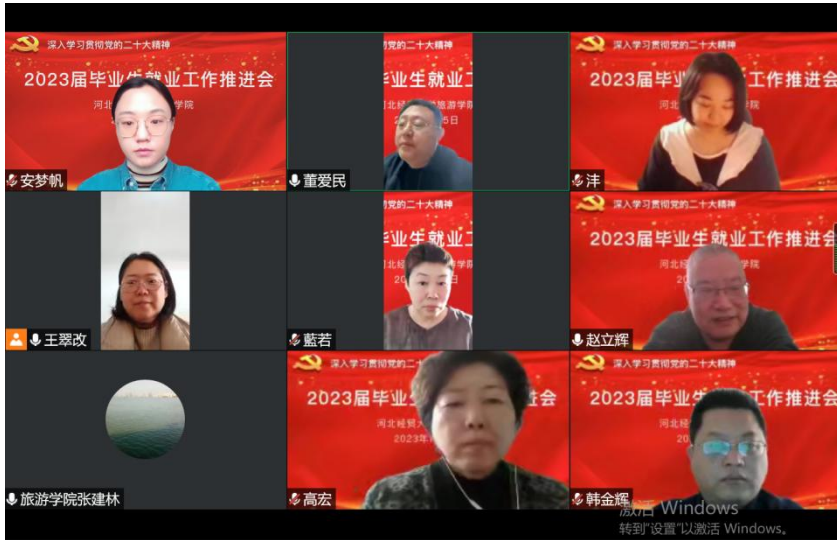 深入学习贯彻党的二十大精神
2023届毕业生就业工作推进会
河北
学院
安梦帆
贯彻党的二十大精神
毕业生就业工
河北经
旅游学院
5日
董爱民
深入学习贯彻党的二十大精神
2023届毕
工作推进会
河北
沣
王翠改
贯彻党的二十大精神
毕业生就业工
河北经
游学院
20
日
藍若
深入学习贯彻党的二十大精神
2023届毕业生就业工作推进会
河北经
学院
20
赵立辉
旅游学院张建林
深入学习贯彻党的二十
2023届毕业
进会
河北经贸大
2023年
高宏
深入学习贯彻党的二十大精神
2023届毕业
工作推进会
河北经
学院
20
韩金辉
激活 Windows
转到"设置"以激活 Windows。